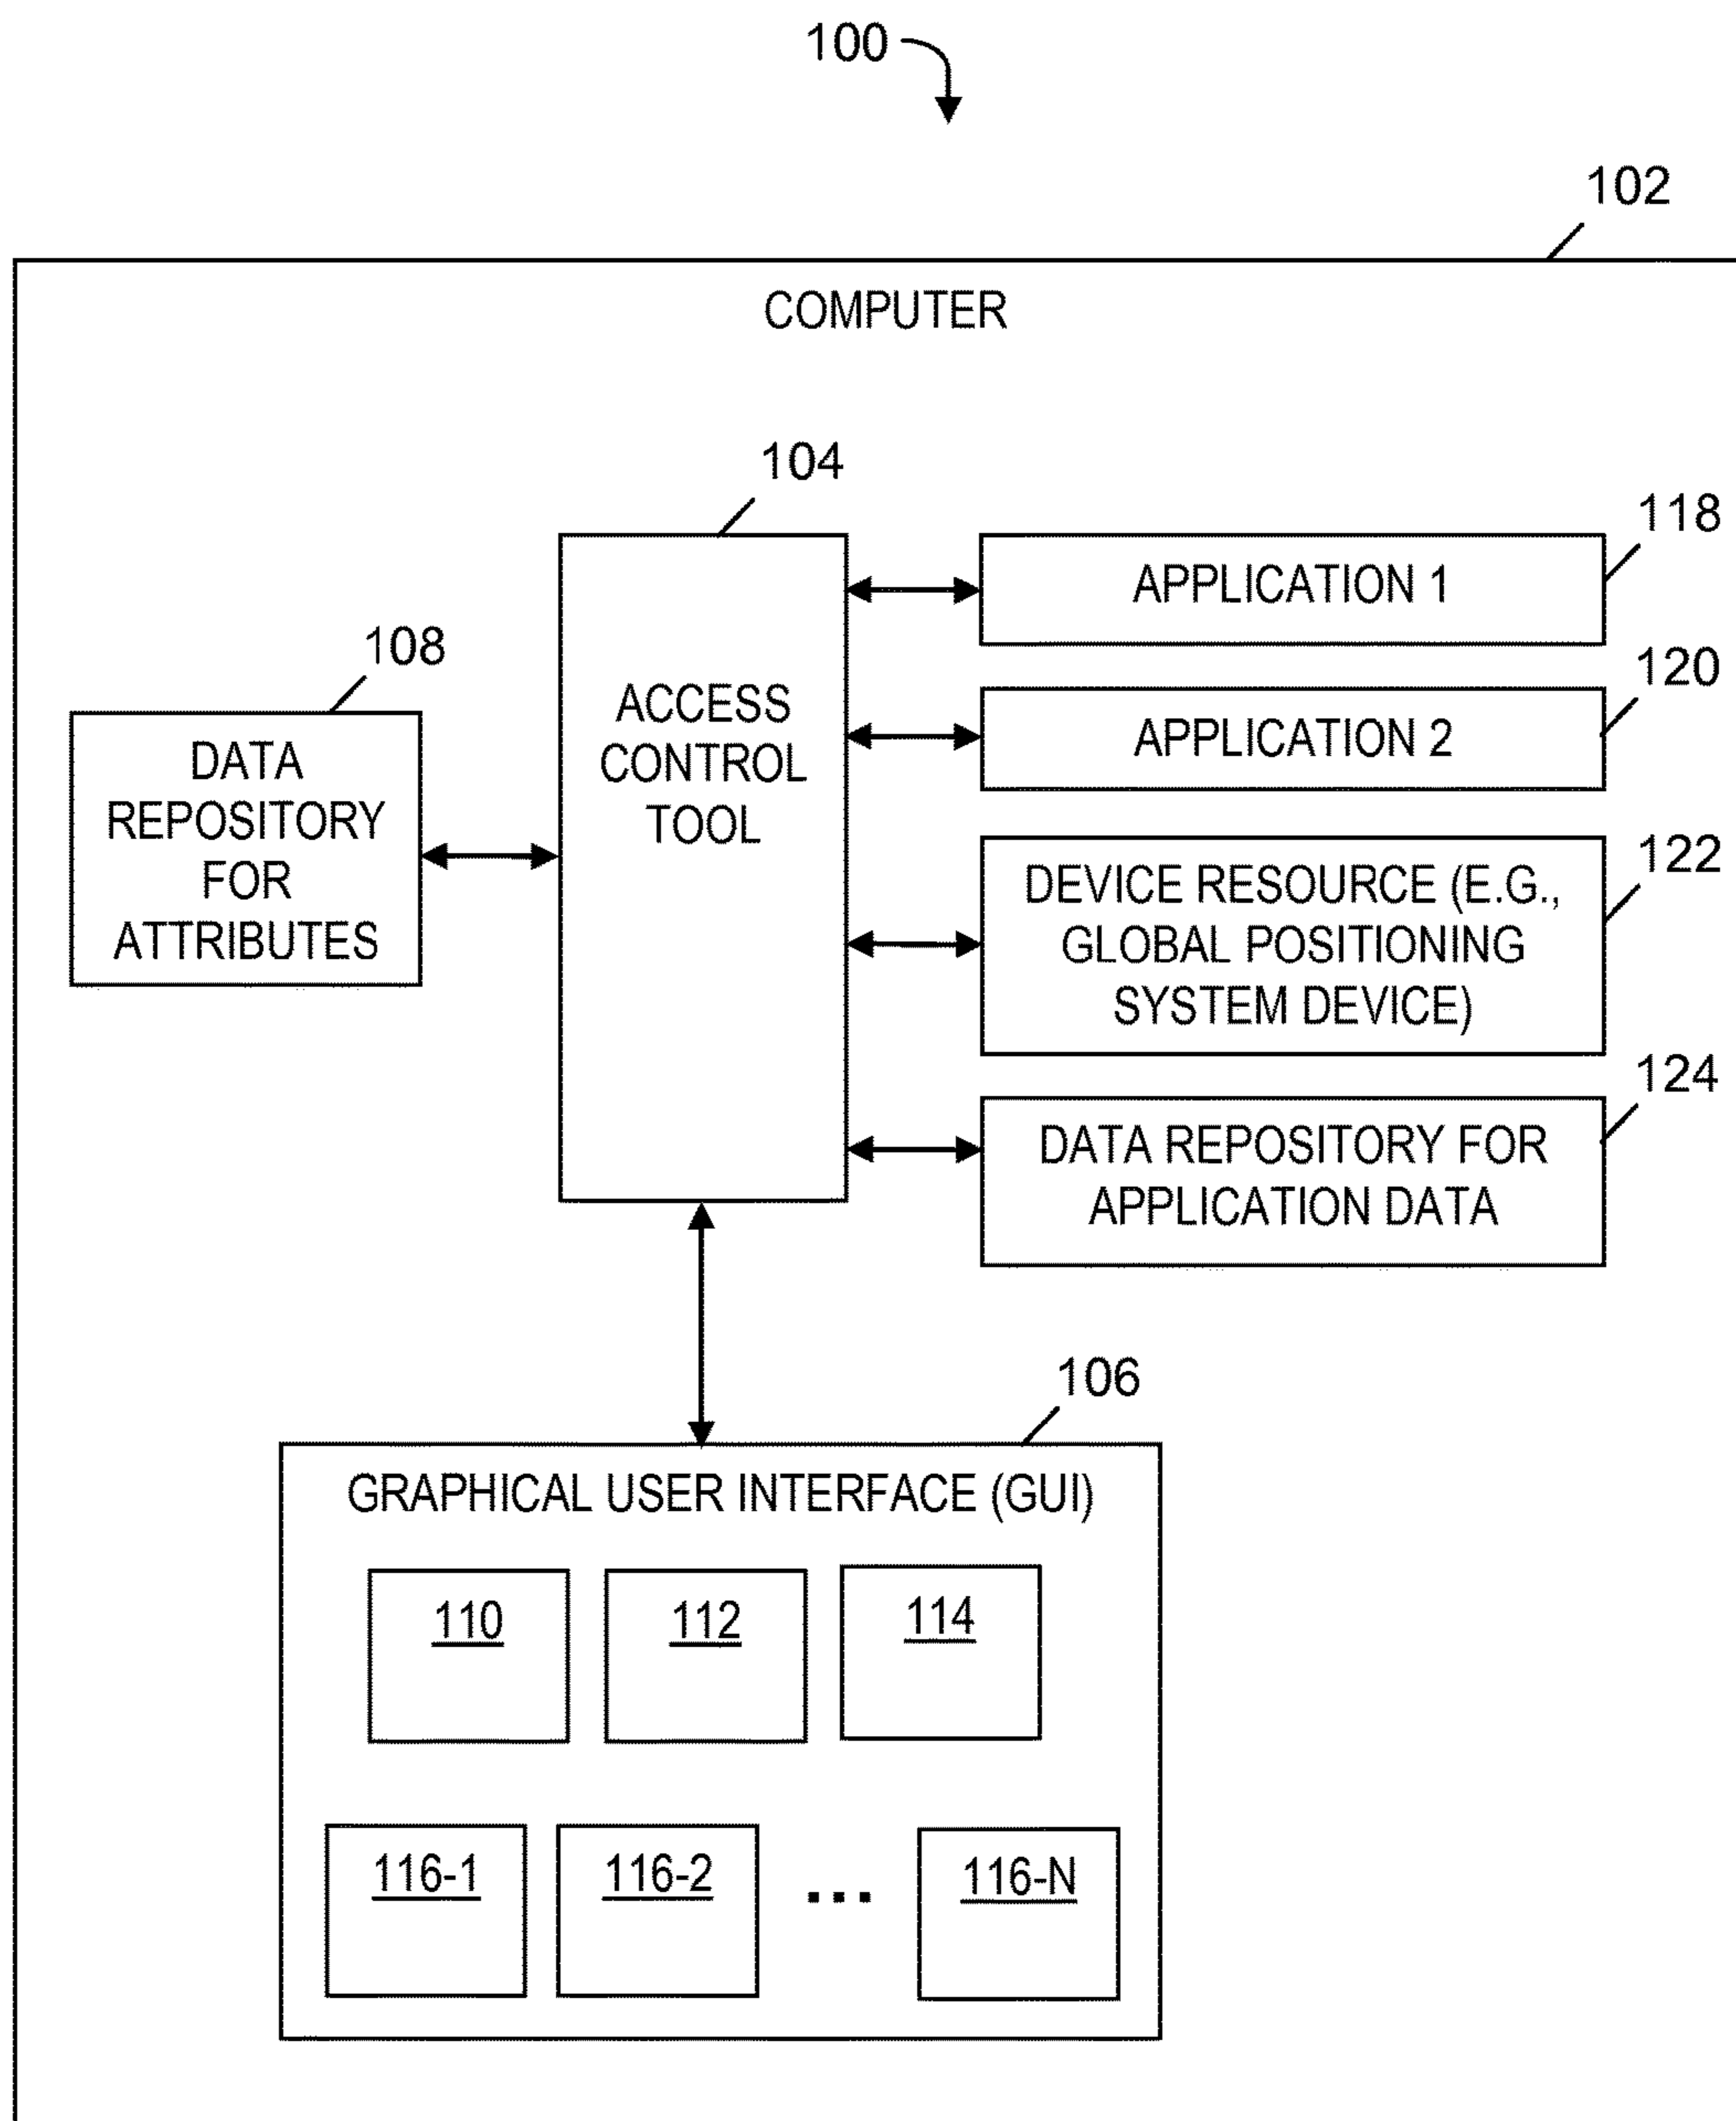 100
102
COMPUTER
104
118
APPLICATION 1
120
APPLICATION 2
108
DATA
REPOSITORY
FOR
ATTRIBUTES
ACCESS
CONTROL
TOOL
122
DEVICE RESOURCE (E.G.,
GLOBAL POSITIONING
SYSTEM DEVICE)
124
DATA REPOSITORY FOR
APPLICATION DATA
106
GRAPHICAL USER INTERFACE (GUI)
110 112 114
116-1 116-2 ... 116-N